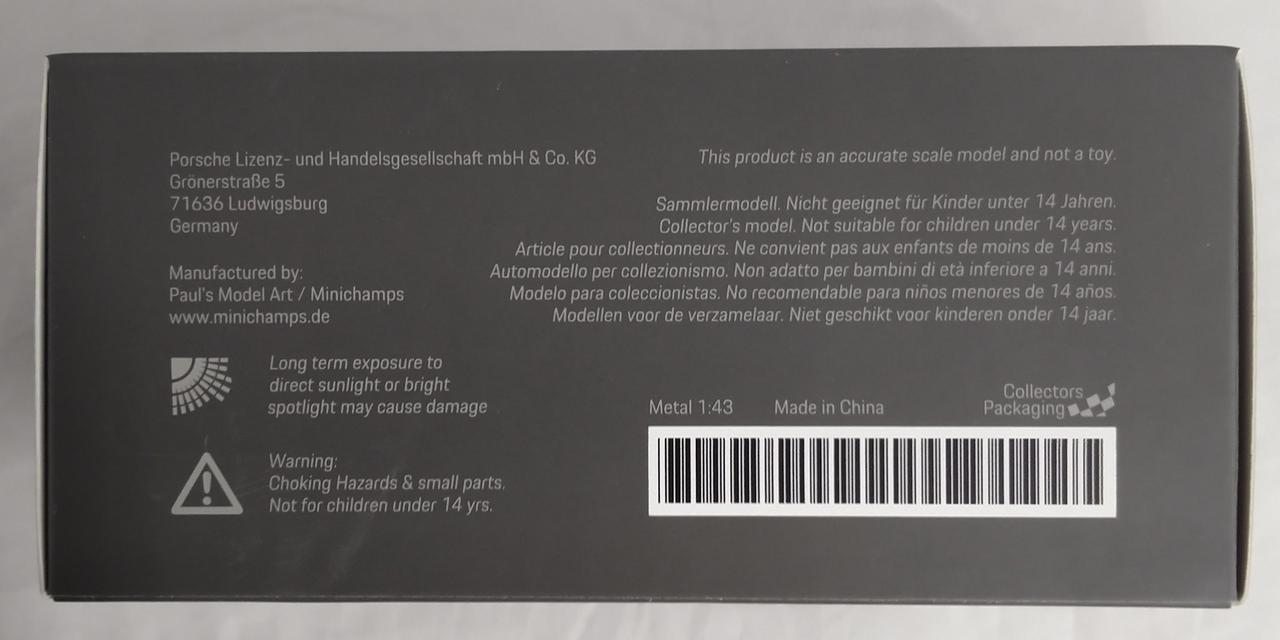 Porsche Lizenz- und Handelsgesellschaft mbH & Co. KG
Grönerstraße 5
71636 Ludwigsburg
Germany
Manufactured by:
Paul's Model Art / Minichamps
www.minichamps.de
This product is an accurate scale model and not a toy.
Sammlermodell. Nicht geeignet für Kinder unter 14 Jahren.
Collector's model. Not suitable for children under 14 years.
Article pour collectionneurs. Ne convient pas aux enfants de moins de 14 ans.
Automodello per collezionismo. Non adatto per bambini di età inferiore a 14 anni.
Modelo para coleccionistas. No recomendable para niños menores de 14 años.
Modellen voor de verzamelaar. Niet geschikt voor kinderen onder 14 jaar.
Long term exposure to
direct sunlight or bright
spotlight may cause damage
Warning:
Choking Hazards & small parts.
Not for children under 14 yrs.
Metal 1:43 Made in China
Collectors
Packaging